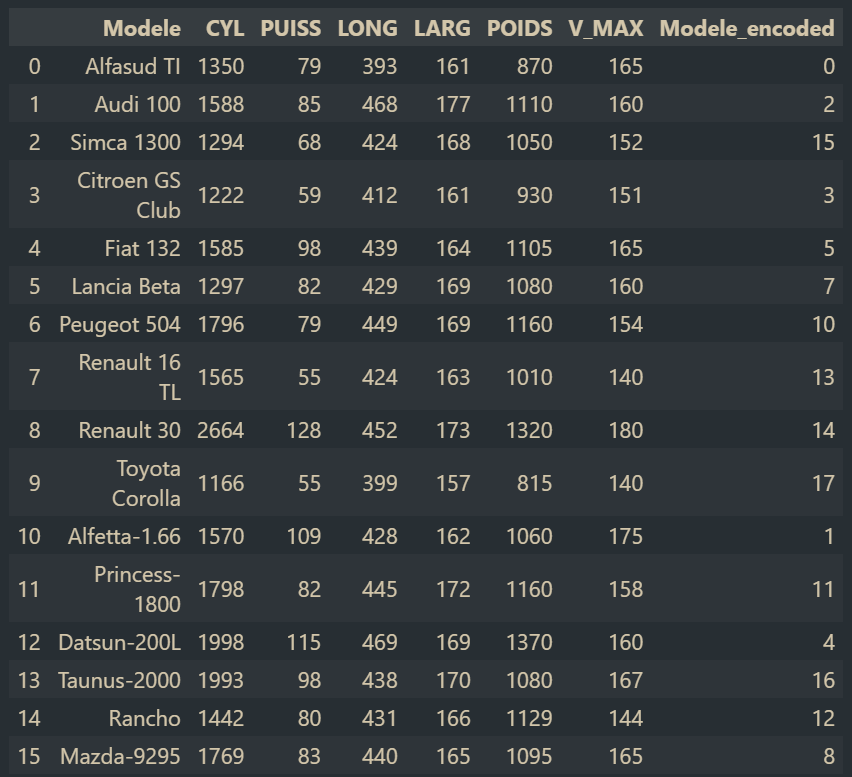 Modele CYL PUISS LONG LARG POIDS V_MAX Modele_encoded
0 Alfasud TI 1350 79 393 161 870 165 0
1 Audi 100 1588 85 468 177 1110 160 2
2 Simca 1300 1294 68 424 168 1050 152 15
3 Citroen GS
Club 1222 59 412 161 930 151 3
4 Fiat 132 1585 98 439 164 1105 165 5
5 Lancia Beta 1297 82 429 169 1080 160 7
6 Peugeot 504 1796 79 449 169 1160 154 10
7 Renault 16
TL 1565 55 424 163 1010 140 13
8 Renault 30 2664 128 452 173 1320 180 14
9 Toyota
Corolla 1166 55 399 157 815 140 17
10 Alfetta-1.66 1570 109 428 162 1060 175 1
11 Princess-
1800 1798 82 445 172 1160 158 11
12 Datsun-200L 1998 115 469 169 1370 160 4
13 Taunus-2000 1993 98 438 170 1080 167 16
14 Rancho 1442 80 431 166 1129 144 12
15 Mazda-9295 1769 83 440 165 1095 165 8